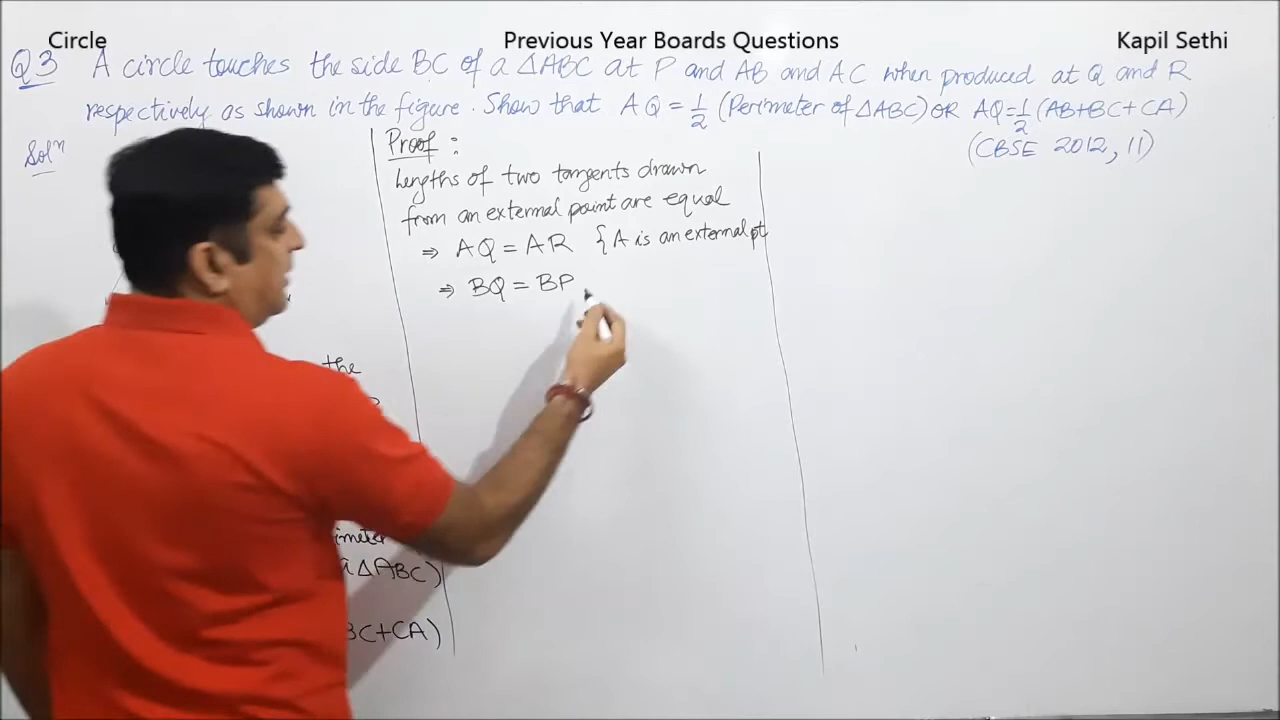 Circle Previous Year Boards Questions Kapil Sethi
Q3 A circle touches the side BC of a △ABC at P and AB and AC when produced at Q and R
respectively as shown in the figure. Show that AQ = 1/2 (Perimeter of △ABC) OR AQ = 1/2 (AB+BC+CA)
(CBSE 2012, 11)
Solⁿ
the
imeter
△ABC)
BC+CA)
Proof :
Lengths of two tangents drawn
from an external point are equal
⇒ AQ = AR { A is an external pt
⇒ BQ = BP